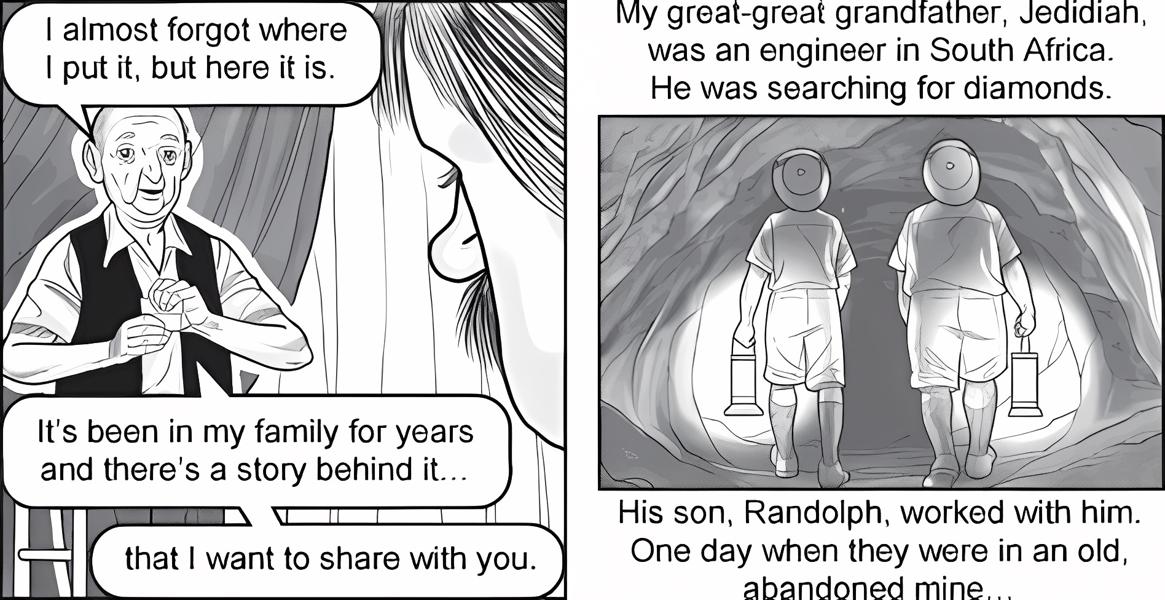 I almost forgot where
I put it, but here it is.
It's been in my family for years
and there's a story behind it...
that I want to share with you.
My great-great grandfather, Jedidiah,
was an engineer in South Africa.
He was searching for diamonds.
His son, Randolph, worked with him.
One day when they were in an old,
abandoned mine...